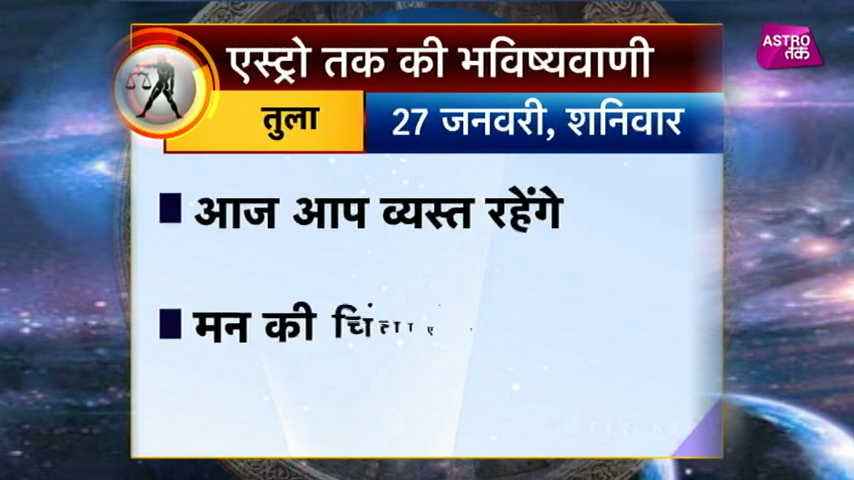 एस्ट्रो तक की भविष्यवाणी
ASTRO
तक
तुला
27 जनवरी, शनिवार
आज आप व्यस्त रहेंगे
मन की